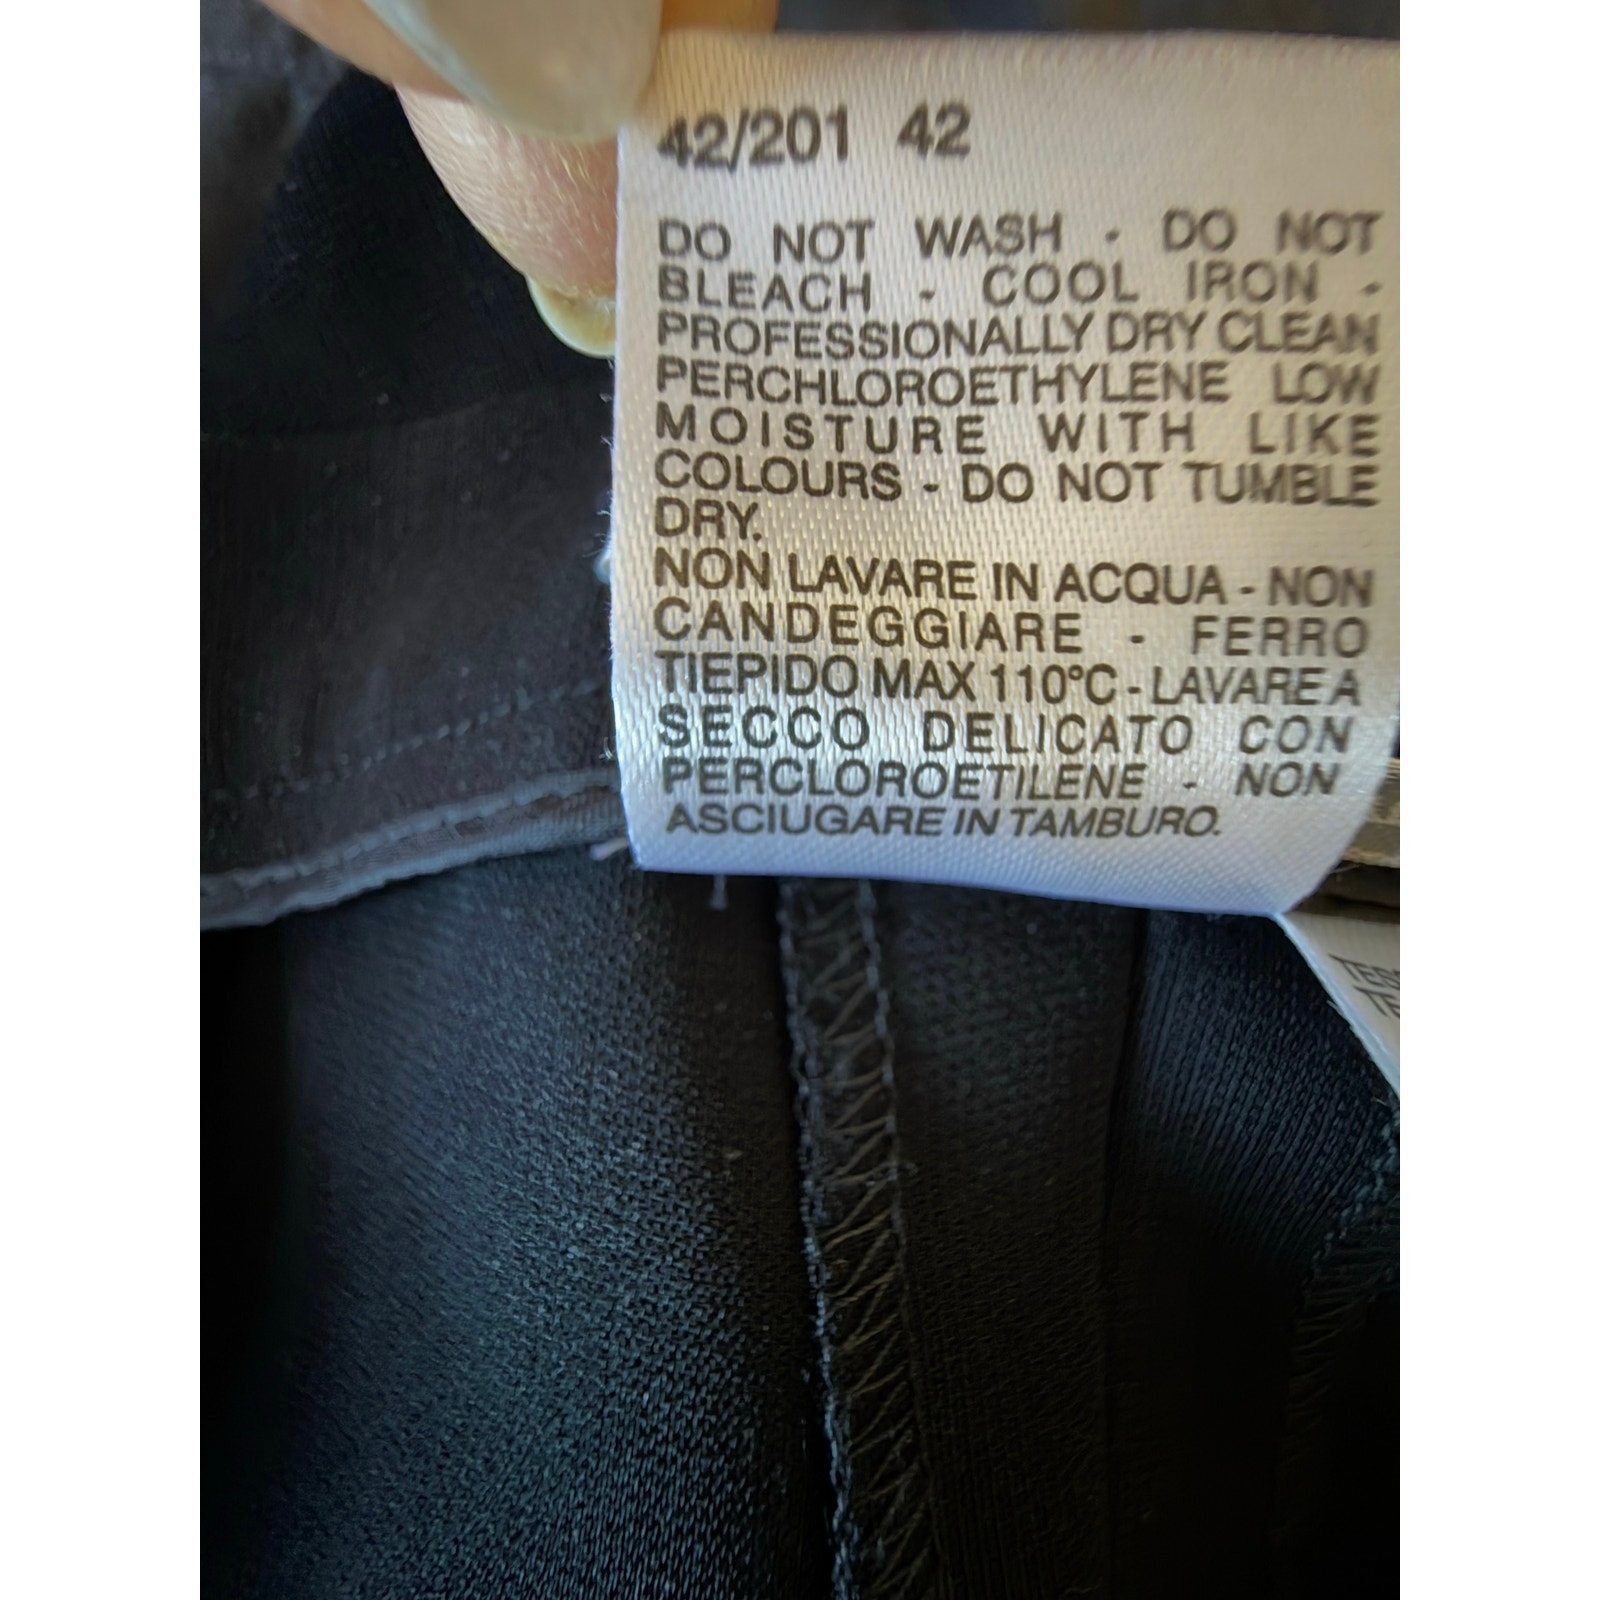 42/201 42
DO NOT WASH - DO NOT
BLEACH - COOL IRON -
PROFESSIONALLY DRY CLEAN
PERCHLOROETHYLENE LOW
MOISTURE WITH LIKE
COLOURS - DO NOT TUMBLE
DRY.
NON LAVARE IN ACQUA - NON
CANDEGGIARE - FERRO
TIEPIDO MAX 110°C - LAVARE A
SECCO DELICATO CON
PERCLOROETILENE - NON
ASCIUGARE IN TAMBURO.